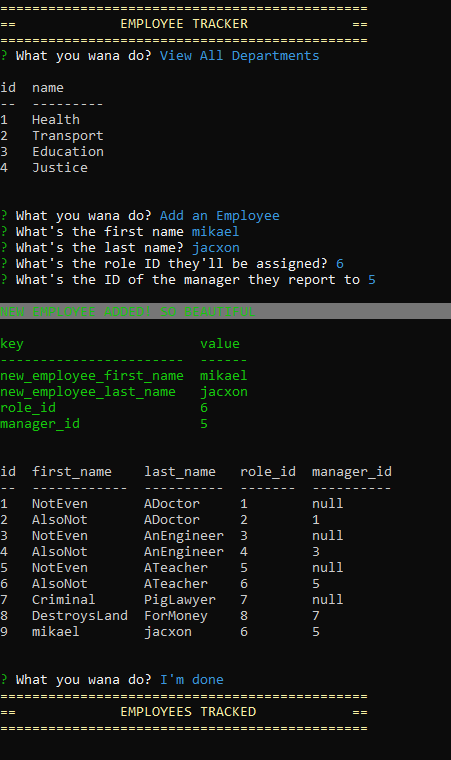 ==============================================
==             EMPLOYEE TRACKER             ==
==============================================
? What you wana do? View All Departments
id  name
--  ---------
1   Health
2   Transport
3   Education
4   Justice
? What you wana do? Add an Employee
? What's the first name mikael
? What's the last name? jacxon
? What's the role ID they'll be assigned? 6
? What's the ID of the manager they report to 5
NEW EMPLOYEE ADDED! SO BEAUTIFUL
key                      value
-----------------------  ------
new_employee_first_name  mikael
new_employee_last_name   jacxon
role_id                  6
manager_id               5
id  first_name    last_name   role_id  manager_id
--  ------------  ----------  -------  ----------
1   NotEven       ADoctor     1        null
2   AlsoNot       ADoctor     2        1
3   NotEven       AnEngineer  3        null
4   AlsoNot       AnEngineer  4        3
5   NotEven       ATeacher    5        null
6   AlsoNot       ATeacher    6        5
7   Criminal      PigLawyer   7        null
8   DestroysLand  ForMoney    8        7
9   mikael        jacxon      6        5
? What you wana do? I'm done
==============================================
==             EMPLOYEES TRACKED            ==
==============================================